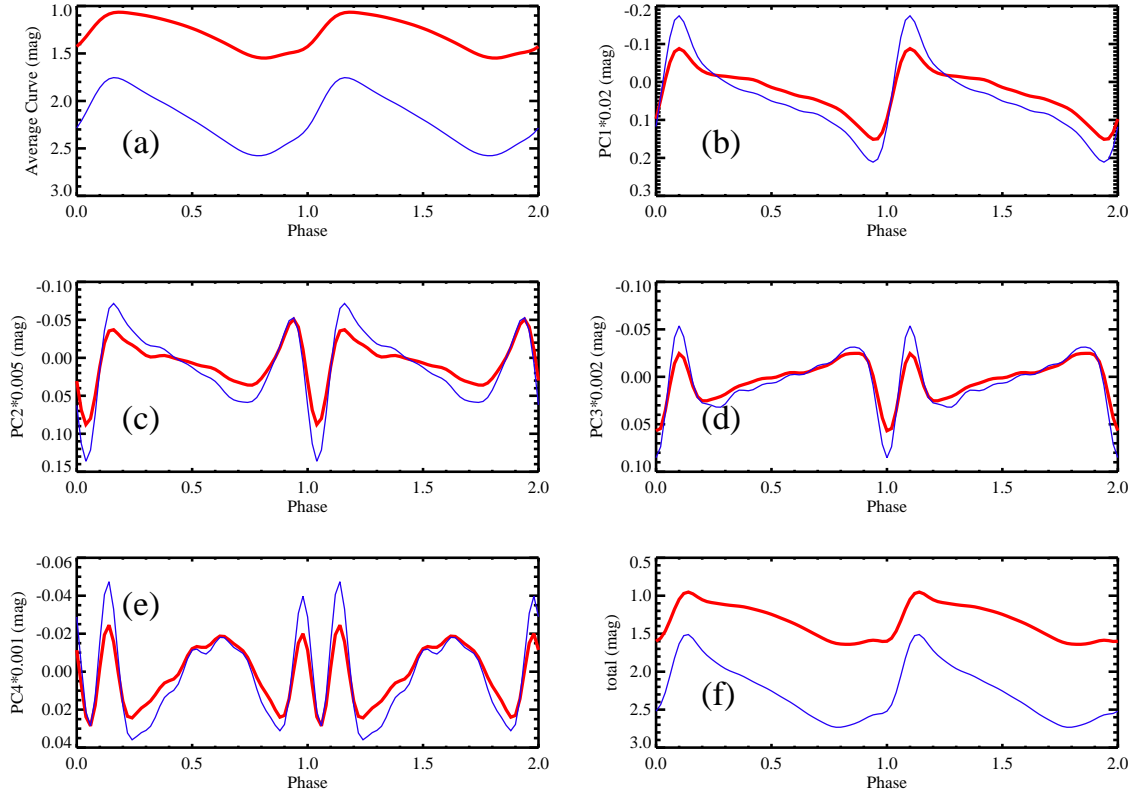 1.0
1.5
2.0
2.5
3.0
Average Curve (mag)
(a)
0.0 0.5 1.0 1.5 2.0
Phase
-0.2
-0.1
0.0
0.1
0.2
0.3
PC1*0.02 (mag)
(b)
0.0 0.5 1.0 1.5 2.0
Phase
-0.10
-0.05
0.00
0.05
0.10
0.15
PC2*0.005 (mag)
(c)
0.0 0.5 1.0 1.5 2.0
Phase
-0.10
-0.05
0.00
0.05
0.10
PC3*0.002 (mag)
(d)
0.0 0.5 1.0 1.5 2.0
Phase
-0.06
-0.04
-0.02
0.00
0.02
0.04
PC4*0.001 (mag)
(e)
0.0 0.5 1.0 1.5 2.0
Phase
0.5
1.0
1.5
2.0
2.5
3.0
total (mag)
(f)
0.0 0.5 1.0 1.5 2.0
Phase